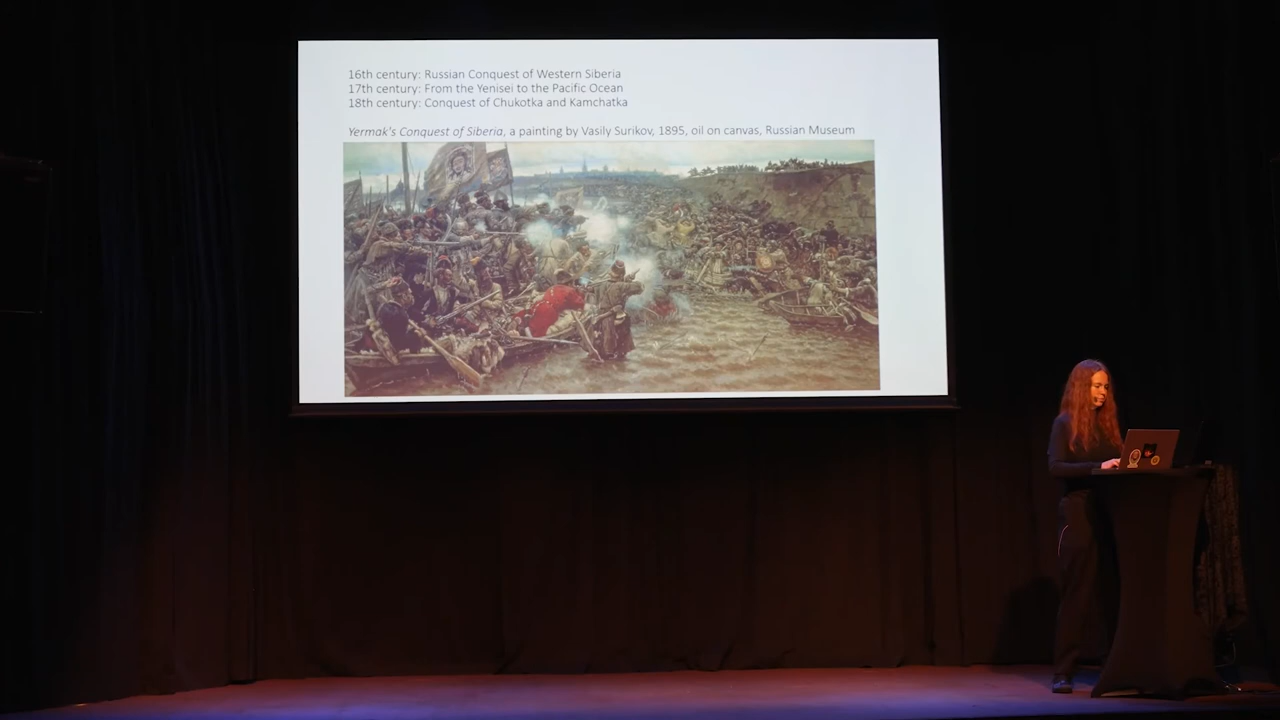 16th century: Russian Conquest of Western Siberia
17th century: From the Yenisei to the Pacific Ocean
18th century: Conquest of Chukotka and Kamchatka
Yermak's Conquest of Siberia, a painting by Vasily Surikov, 1895, oil on canvas, Russian Museum